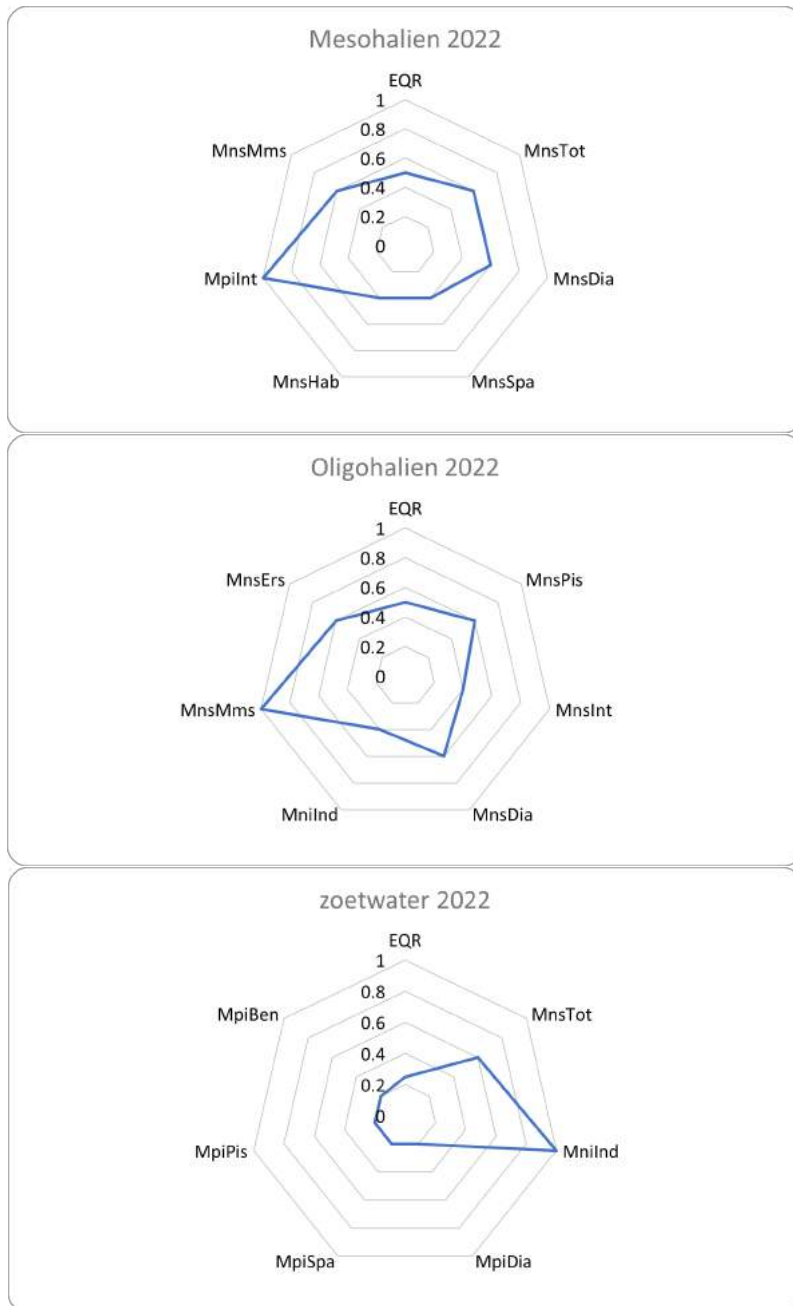 Mesohalien 2022
EQR
1
0.8
0.6
0.4
0.2
0
MnsTot
MnsDia
MnsSpa
MnsHab
MpiInt
MnsMms
Oligohalien 2022
EQR
1
0.8
0.6
0.4
0.2
0
MnsPis
MnsInt
MnsDia
MniInd
MnsMms
MnsErs
zoetwater 2022
EQR
1
0.8
0.6
0.4
0.2
0
MnsTot
MniInd
MpiDia
MpiSpa
MpiPis
MpiBen